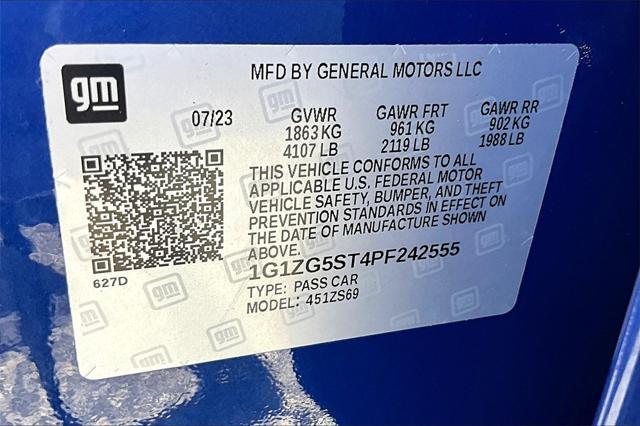 gm
MFD BY GENERAL MOTORS LLC
07/23 GVWR GAWR FRT GAWR RR
1863 KG 961 KG 902 KG
4107 LB 2119 LB 1988 LB
THIS VEHICLE CONFORMS TO ALL
APPLICABLE U.S. FEDERAL MOTOR
VEHICLE SAFETY, BUMPER, AND THEFT
PREVENTION STANDARDS IN EFFECT ON
THE DATE OF MANUFACTURE SHOWN
ABOVE.
627D
1G1ZG5ST4PF242555
TYPE: PASS CAR
MODEL: 451ZS69